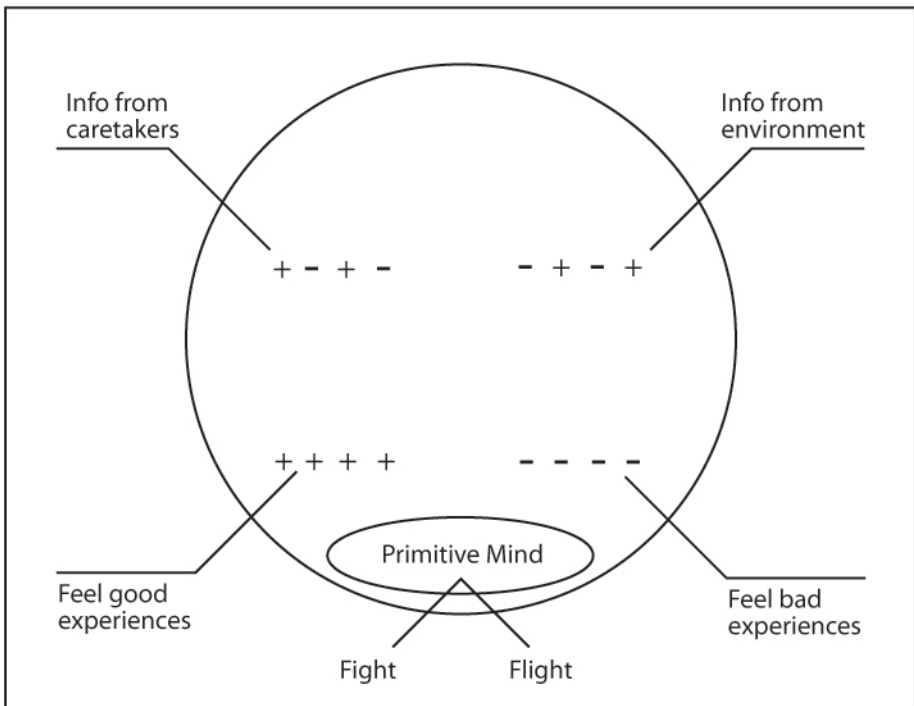 Info from
caretakers
Info from
environment
+ - + -
- + - +
+ + + +
- - - -
Primitive Mind
Feel good
experiences
Feel bad
experiences
Fight
Flight